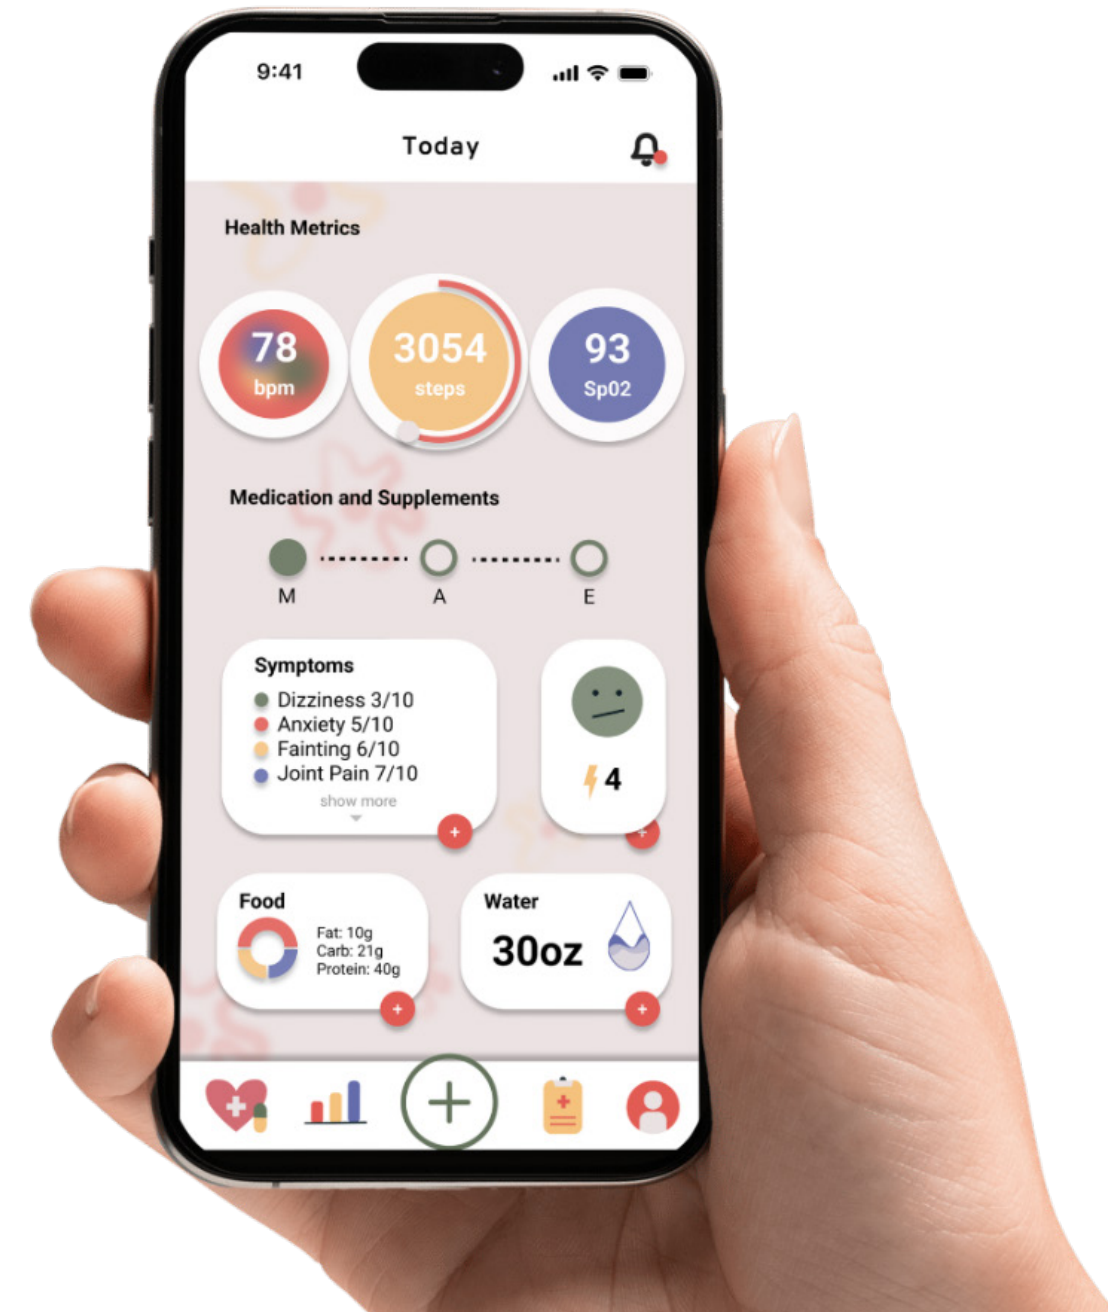 9:41
Today
Health Metrics
78
bpm
3054
steps
93
Sp02
Medication and Supplements
M
A
E
Symptoms
Dizziness 3/10
Anxiety 5/10
Fainting 6/10
Joint Pain 7/10
show more
4
Food
Fat: 10g
Carb: 21g
Protein: 40g
Water
30oz